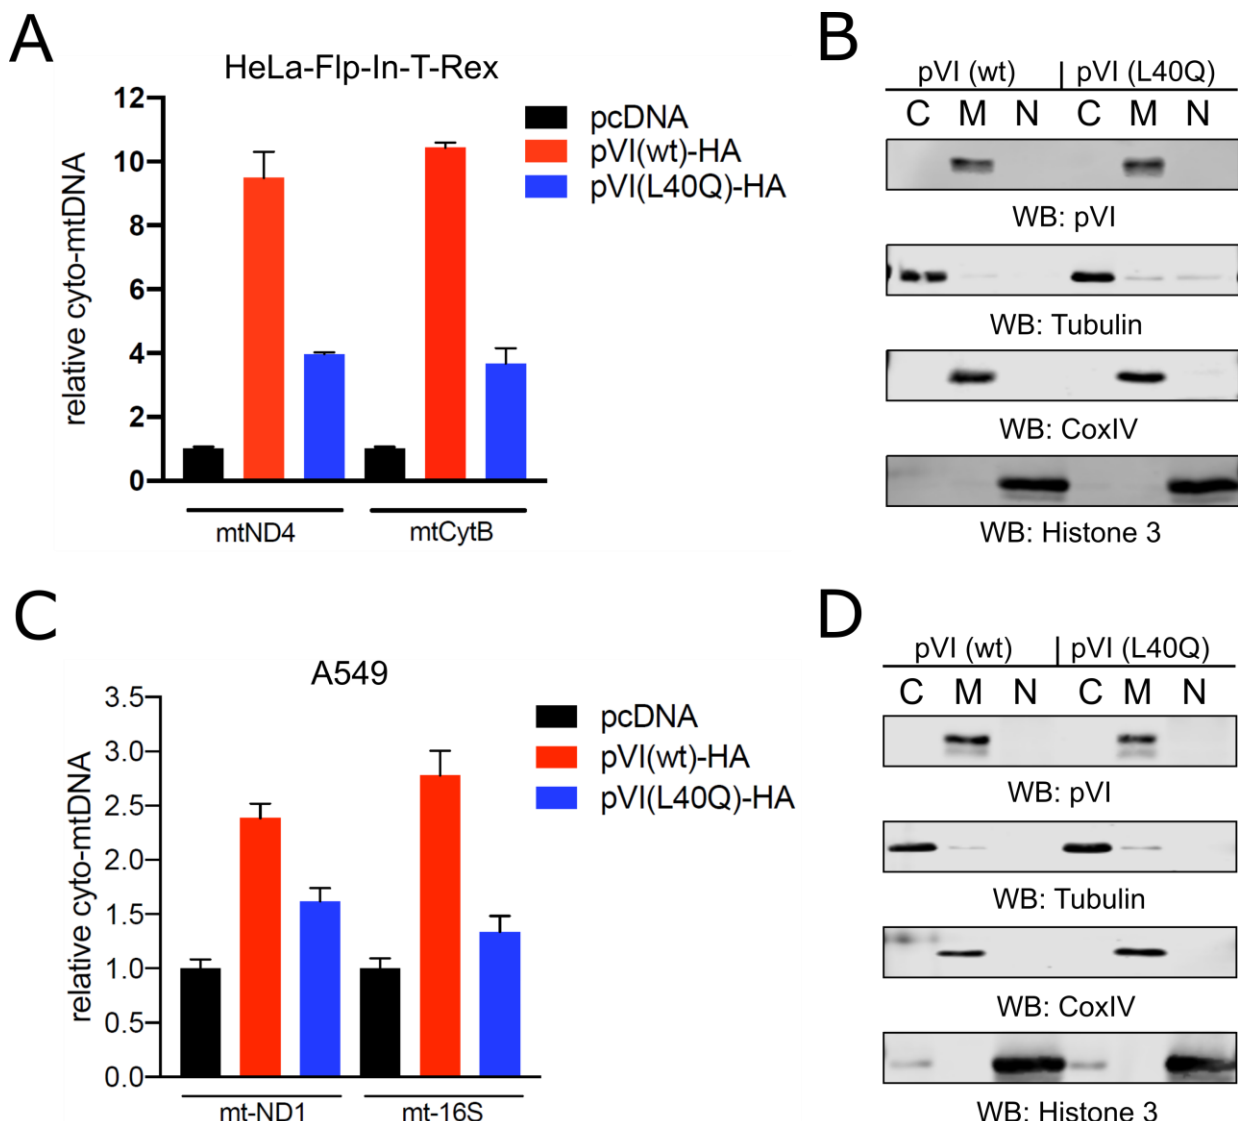 A
HeLa-Flp-In-T-Rex
12
10
8
6
4
2
0
relative cyto-mtDNA
pcDNA
pVI(wt)-HA
pVI(L40Q)-HA
mtND4
mtCytB
B
pVI (wt) | pVI (L40Q)
C M N C M N
WB: pVI
WB: Tubulin
WB: CoxIV
WB: Histone 3
C
A549
3.5
3.0
2.5
2.0
1.5
1.0
0.5
0.0
relative cyto-mtDNA
pcDNA
pVI(wt)-HA
pVI(L40Q)-HA
mt-ND1
mt-16S
D
pVI (wt) | pVI (L40Q)
C M N C M N
WB: pVI
WB: Tubulin
WB: CoxIV
WB: Histone 3